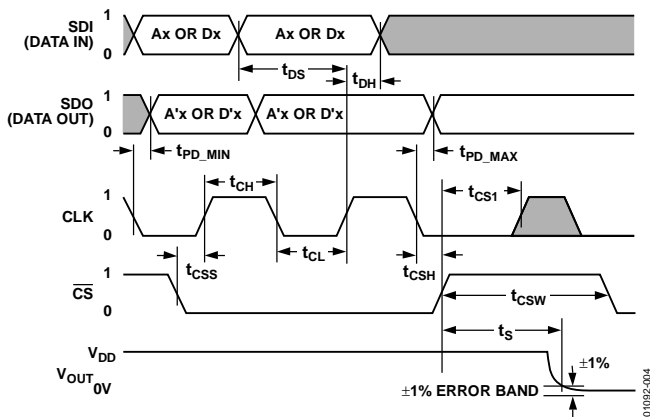 SDI
(DATA IN)
1
0
Ax OR Dx
Ax OR Dx
tDS
tDH
SDO
(DATA OUT)
1
0
A'x OR D'x
A'x OR D'x
tPD_MIN
tPD_MAX
tCH
tCS1
CLK
1
0
tCL
tCSS
tCSH
CS
1
0
tCSW
tS
VDD
VOUT
0V
±1%
±1% ERROR BAND
01092-004